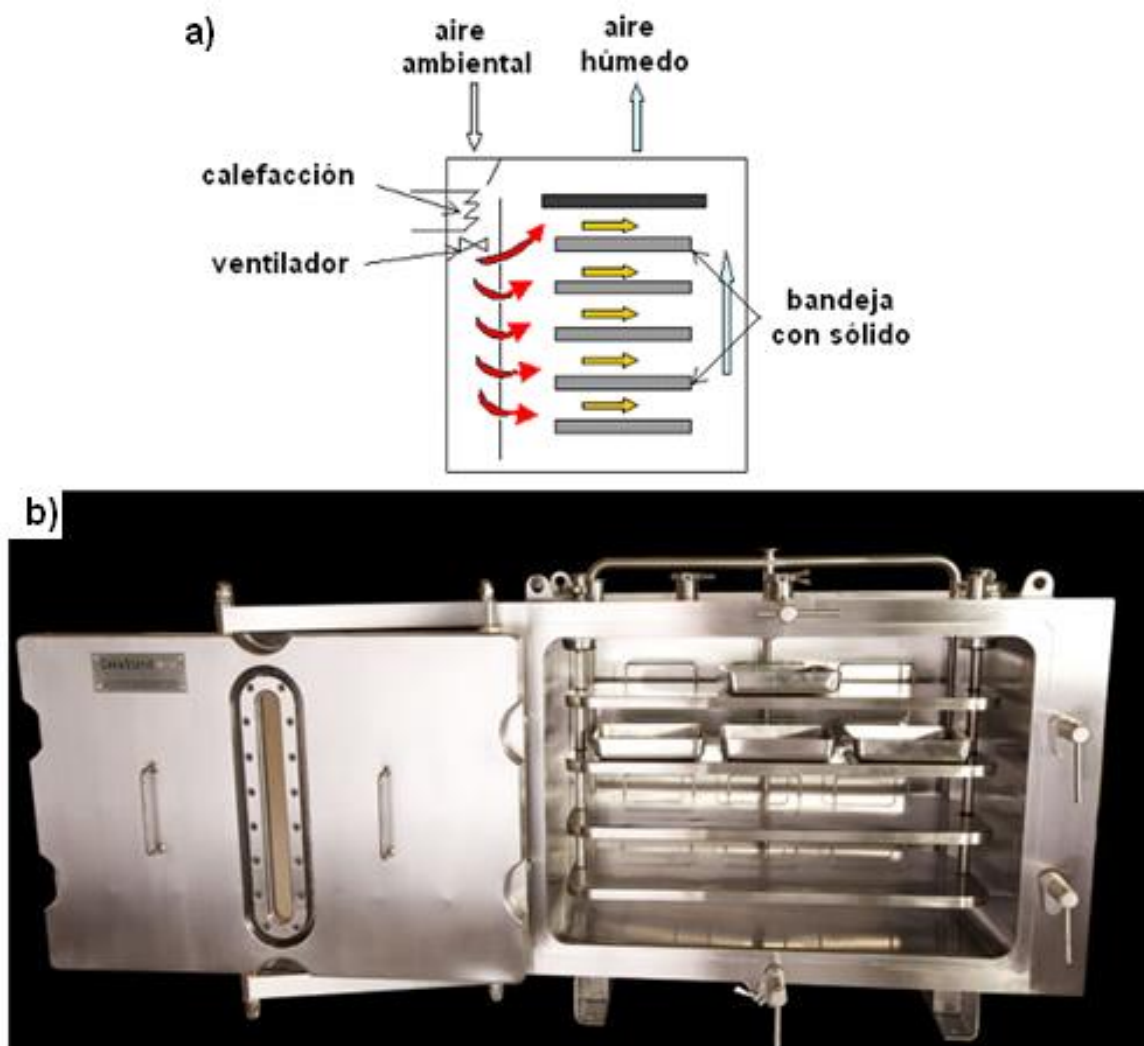 a)
aire
ambiental
aire
húmedo
calefacción
ventilador
bandeja
con sólido
b)